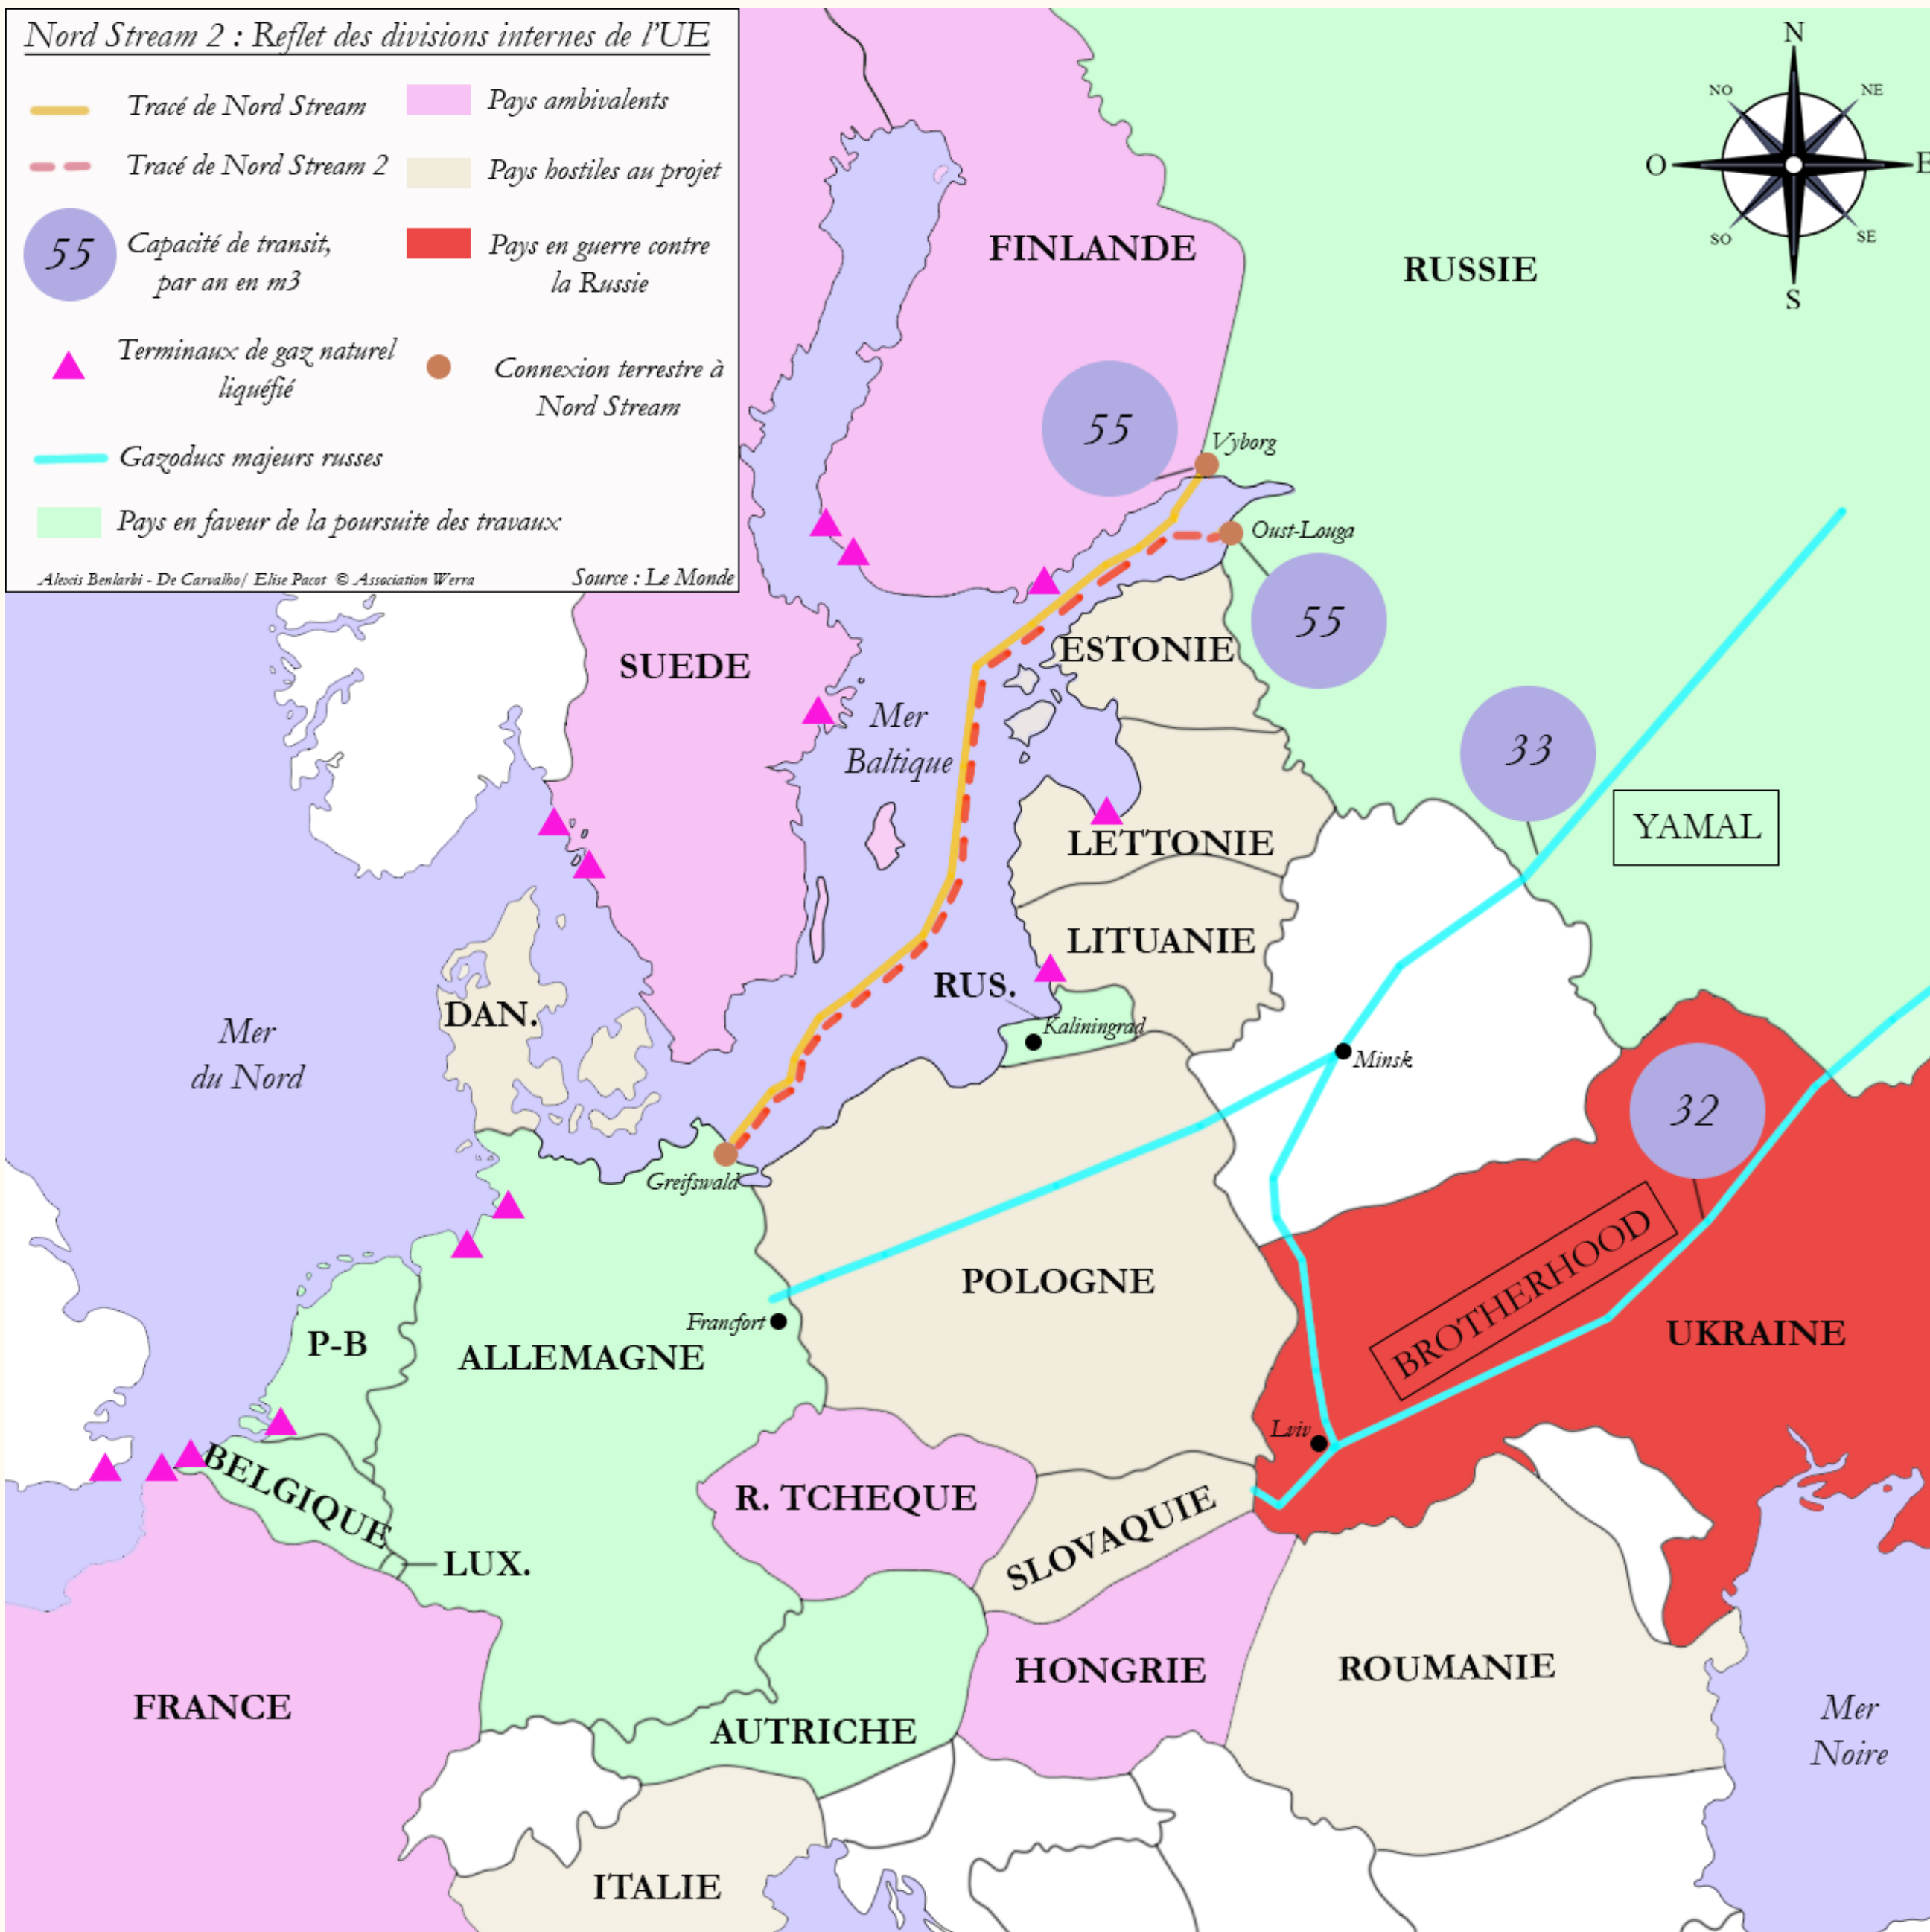 Nord Stream 2 : Reflet des divisions internes de l'UE
Tracé de Nord Stream
Pays ambivalents
Tracé de Nord Stream 2
Pays hostiles au projet
55
Capacité de transit,
par an en m3
Pays en guerre contre
la Russie
Terminaux de gaz naturel
liquéfié
Connexion terrestre à
Nord Stream
Gazoducs majeurs russes
Pays en faveur de la poursuite des travaux
Alexis Benlarbi - De Carvalho/ Elise Pacot © Association Werra
Source : Le Monde
N
NO
NE
O
E
SO
SE
S
FINLANDE
RUSSIE
55
Vyborg
Oust-Louga
55
ESTONIE
SUEDE
Mer
Baltique
33
YAMAL
LETTONIE
LITUANIE
RUS.
DAN.
Kaliningrad
Mer
du Nord
Minsk
32
Greifswald
BROTHERHOOD
POLOGNE
Francfort
UKRAINE
P-B
ALLEMAGNE
Lviv
BELGIQUE
R. TCHEQUE
SLOVAQUIE
LUX.
HONGRIE
ROUMANIE
FRANCE
AUTRICHE
Mer
Noire
ITALIE